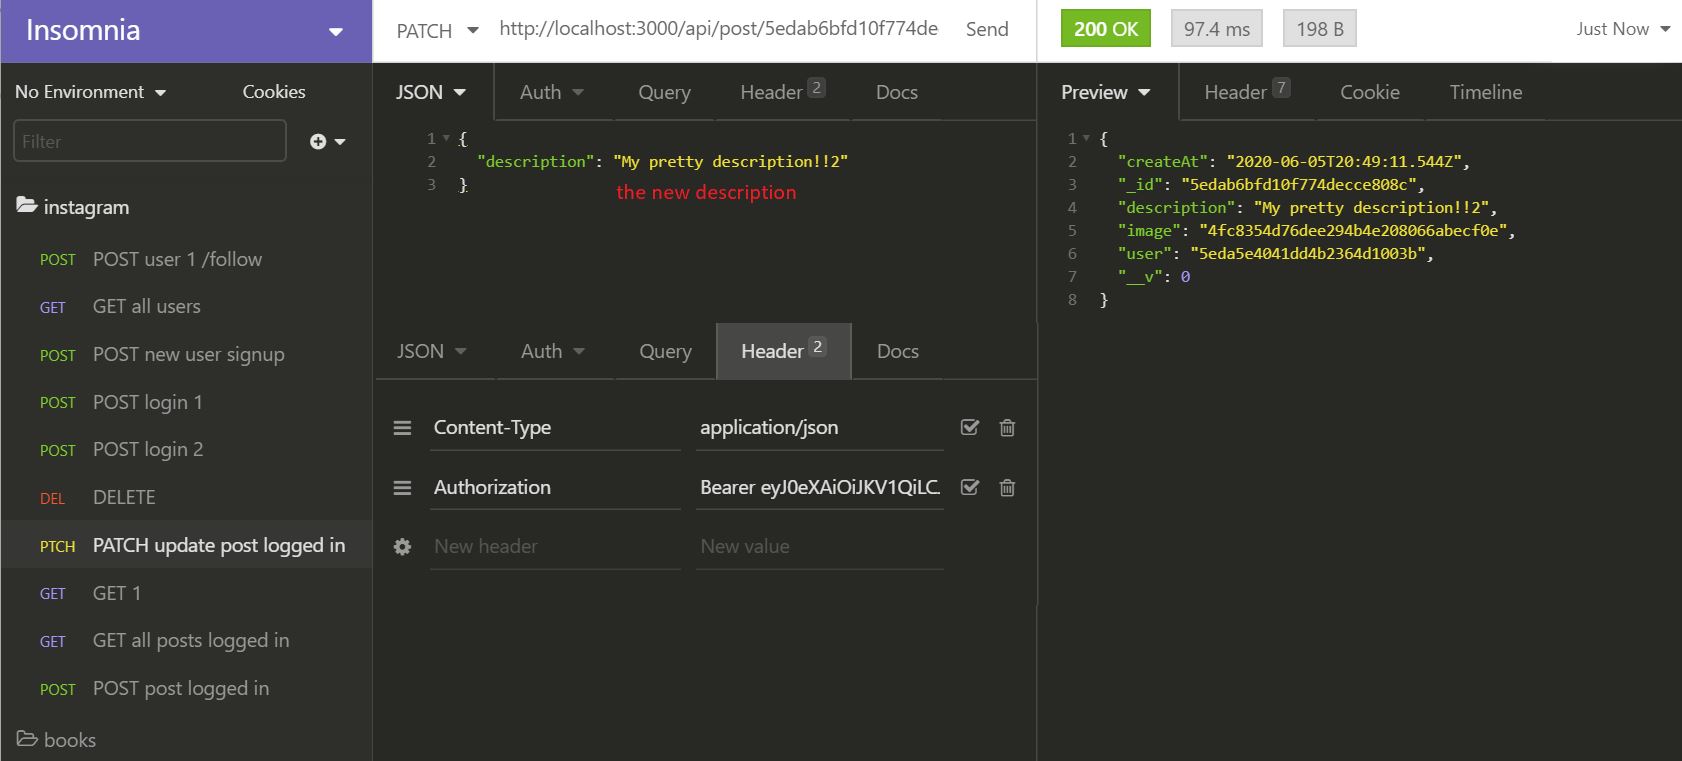 Insomnia
PATCH http://localhost:3000/api/post/5edab6bfd10f774de Send
200 OK 97.4 ms 198 B Just Now
No Environment Cookies
JSON Auth Query Header 2 Docs
Preview Header 7 Cookie Timeline
Filter
1 {
2 "description": "My pretty description!!2"
3 }
the new description
1 {
2 "createAt": "2020-06-05T20:49:11.544Z",
3 "_id": "5edab6bfd10f774decce808c",
4 "description": "My pretty description!!2",
5 "image": "4fc8354d76dee294b4e208066abecf0e",
6 "user": "5eda5e4041dd4b2364d1003b",
7 "__v": 0
8 }
instagram
POST POST user 1 /follow
GET GET all users
POST POST new user signup
POST POST login 1
POST POST login 2
DEL DELETE
PTCH PATCH update post logged in
GET GET 1
GET GET all posts logged in
POST POST post logged in
books
JSON Auth Query Header 2 Docs
Content-Type application/json
Authorization Bearer eyJ0eXAiOiJKV1QiLC.
New header New value